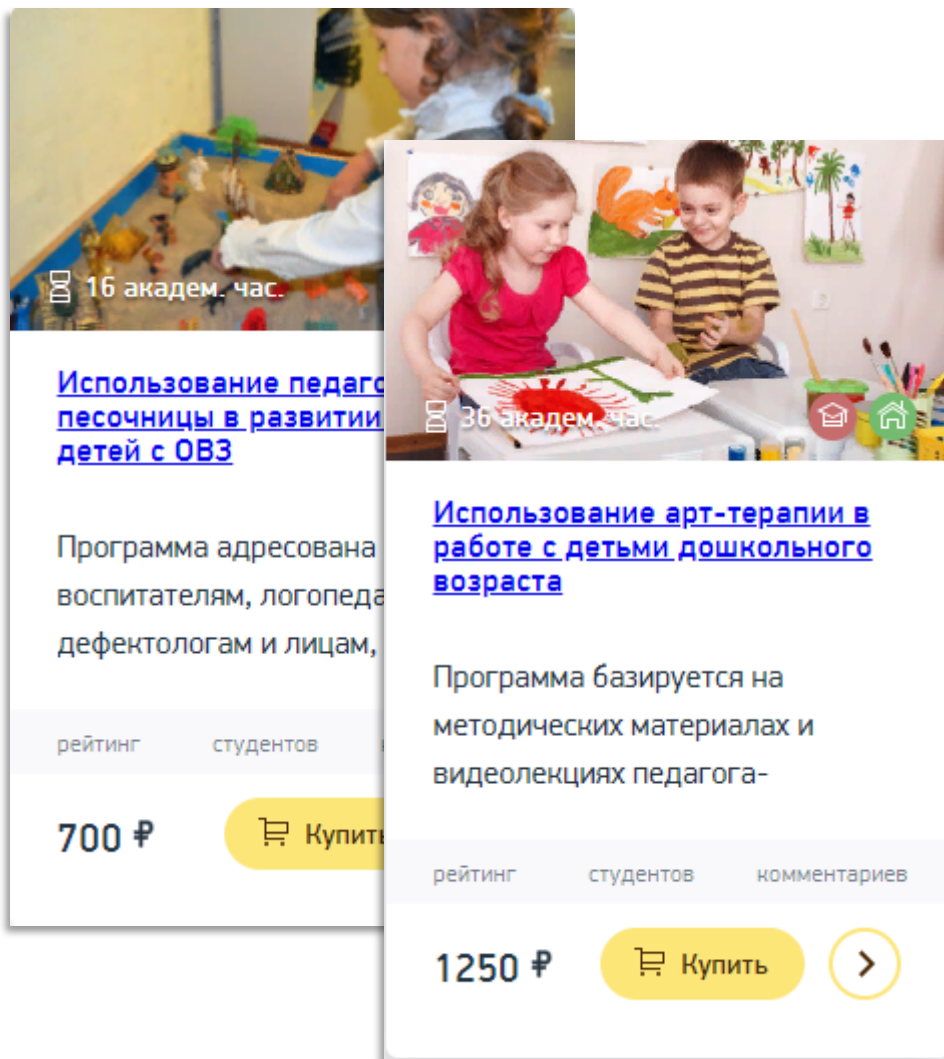 16 академ. час.
Использование педаго
песочницы в развитии
детей с ОВЗ
Программа адресована
воспитателям, логопеда
дефектологам и лицам,
рейтинг студентов
700 ₽ Купить
36 академ. час.
Использование арт-терапии в
работе с детьми дошкольного
возраста
Программа базируется на
методических материалах и
видеолекциях педагога-
рейтинг студентов комментариев
1250 ₽ Купить